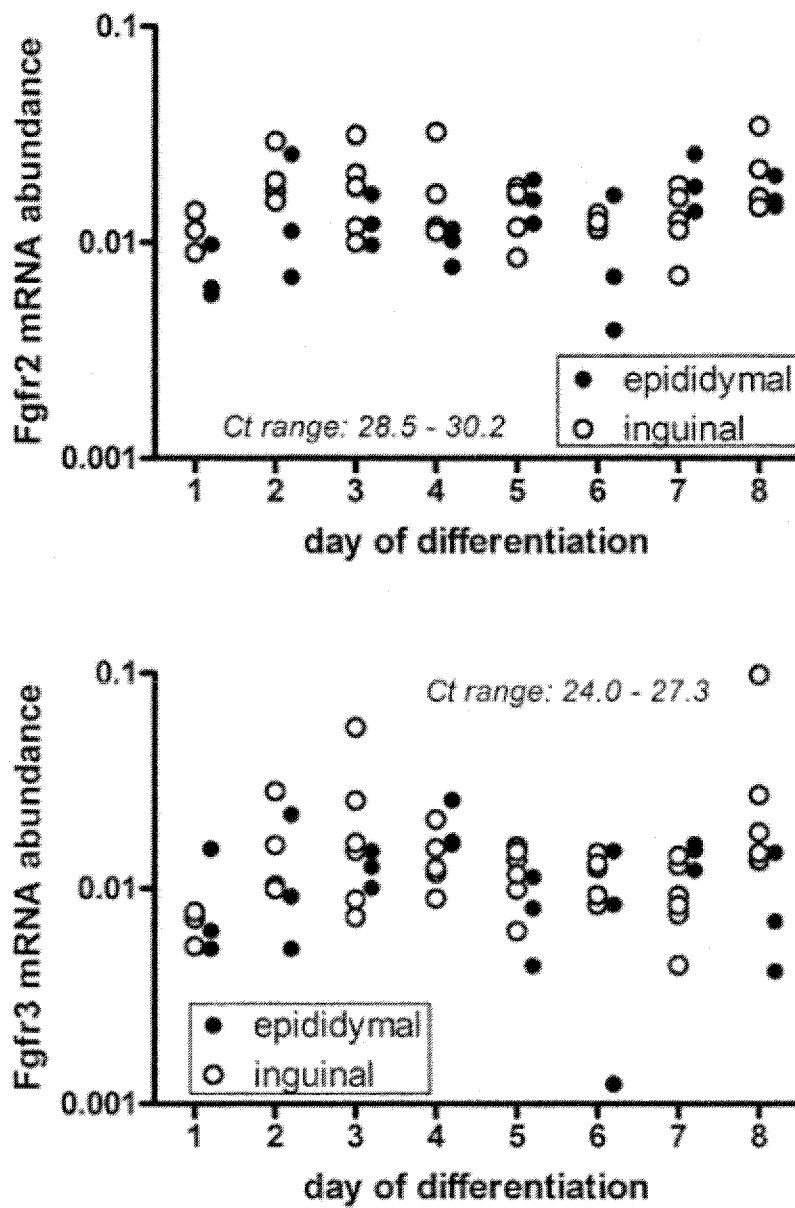 0.1
0.01
0.001
Fgfr2 mRNA abundance
Ct range: 28.5 - 30.2
epididymal
inguinal
1 2 3 4 5 6 7 8
day of differentiation
0.1
0.01
0.001
Fgfr3 mRNA abundance
Ct range: 24.0 - 27.3
epididymal
inguinal
1 2 3 4 5 6 7 8
day of differentiation